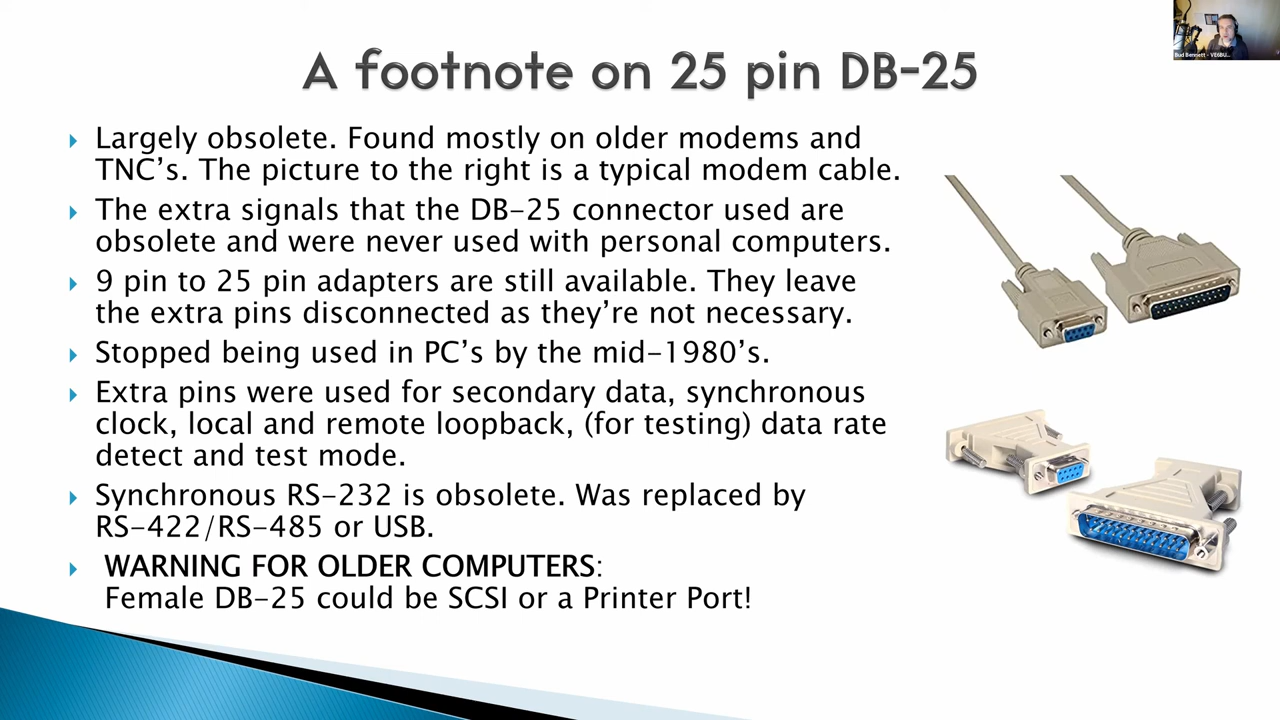 A footnote on 25 pin DB-25
Largely obsolete. Found mostly on older modems and
TNC's. The picture to the right is a typical modem cable.
The extra signals that the DB-25 connector used are
obsolete and were never used with personal computers.
9 pin to 25 pin adapters are still available. They leave
the extra pins disconnected as they're not necessary.
Stopped being used in PC's by the mid-1980's.
Extra pins were used for secondary data, synchronous
clock, local and remote loopback, (for testing) data rate
detect and test mode.
Synchronous RS-232 is obsolete. Was replaced by
RS-422/RS-485 or USB.
WARNING FOR OLDER COMPUTERS:
Female DB-25 could be SCSI or a Printer Port!
Bud Bennett - VE6BU...